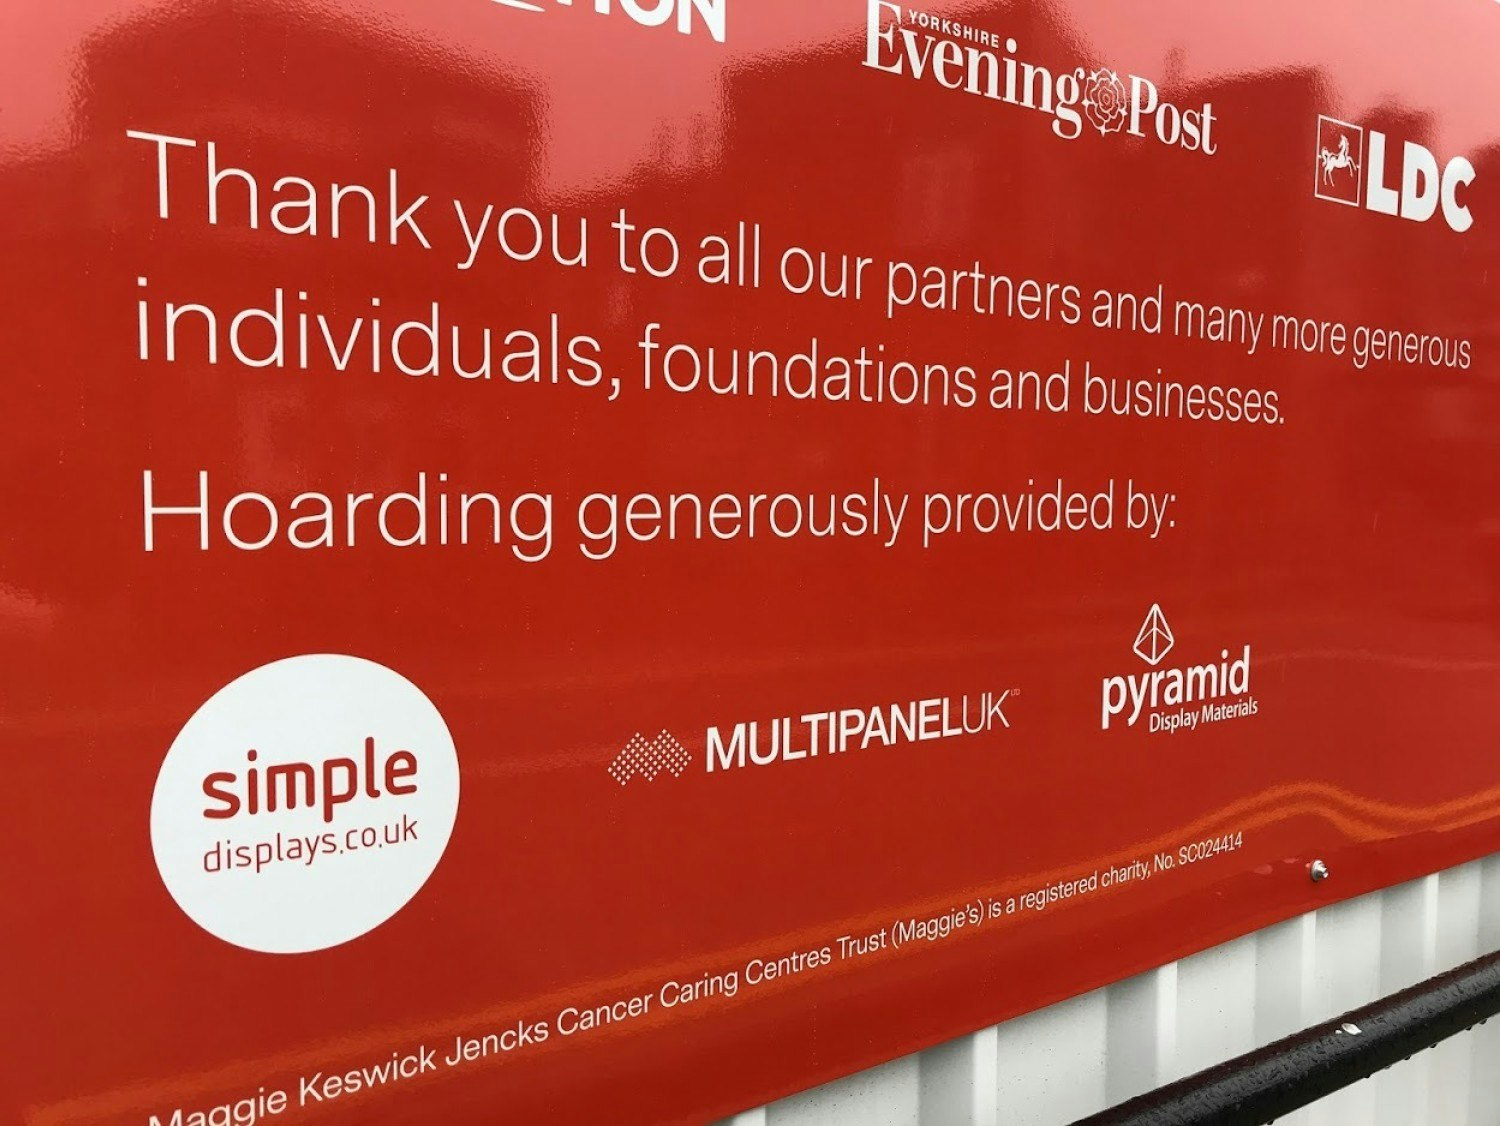 YORKSHIRE
Evening Post
LDC
Thank you to all our partners and many more generous
individuals, foundations and businesses.
Hoarding generously provided by:
simple
displays.co.uk
MULTIPANELUK LTD
pyramid
Display Materials
Maggie Keswick Jencks Cancer Caring Centres Trust (Maggie's) is a registered charity, No. SC024414